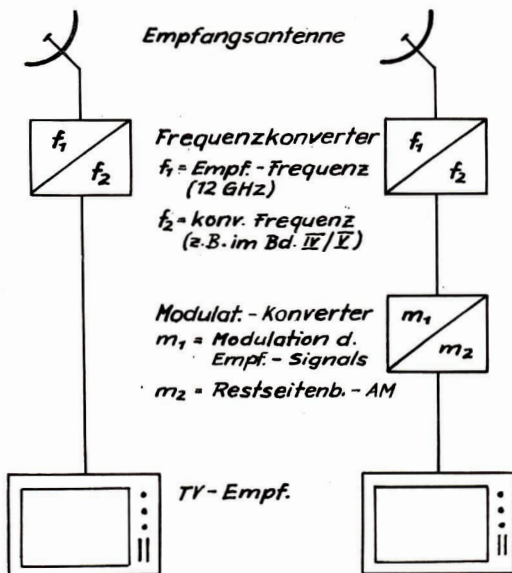 Empfangsantenne
f₁
f₂
Frequenzkonverter
f₁ = Empf.-Frequenz
(12 GHz)
f₂ = konv. Frequenz
(z.B. im Bd. IV/V)
f₁
f₂
Modulat.-Konverter
m₁ = Modulation d.
Empf.-Signals
m₂ = Restseitenb.-AM
m₁
m₂
TV-Empf.